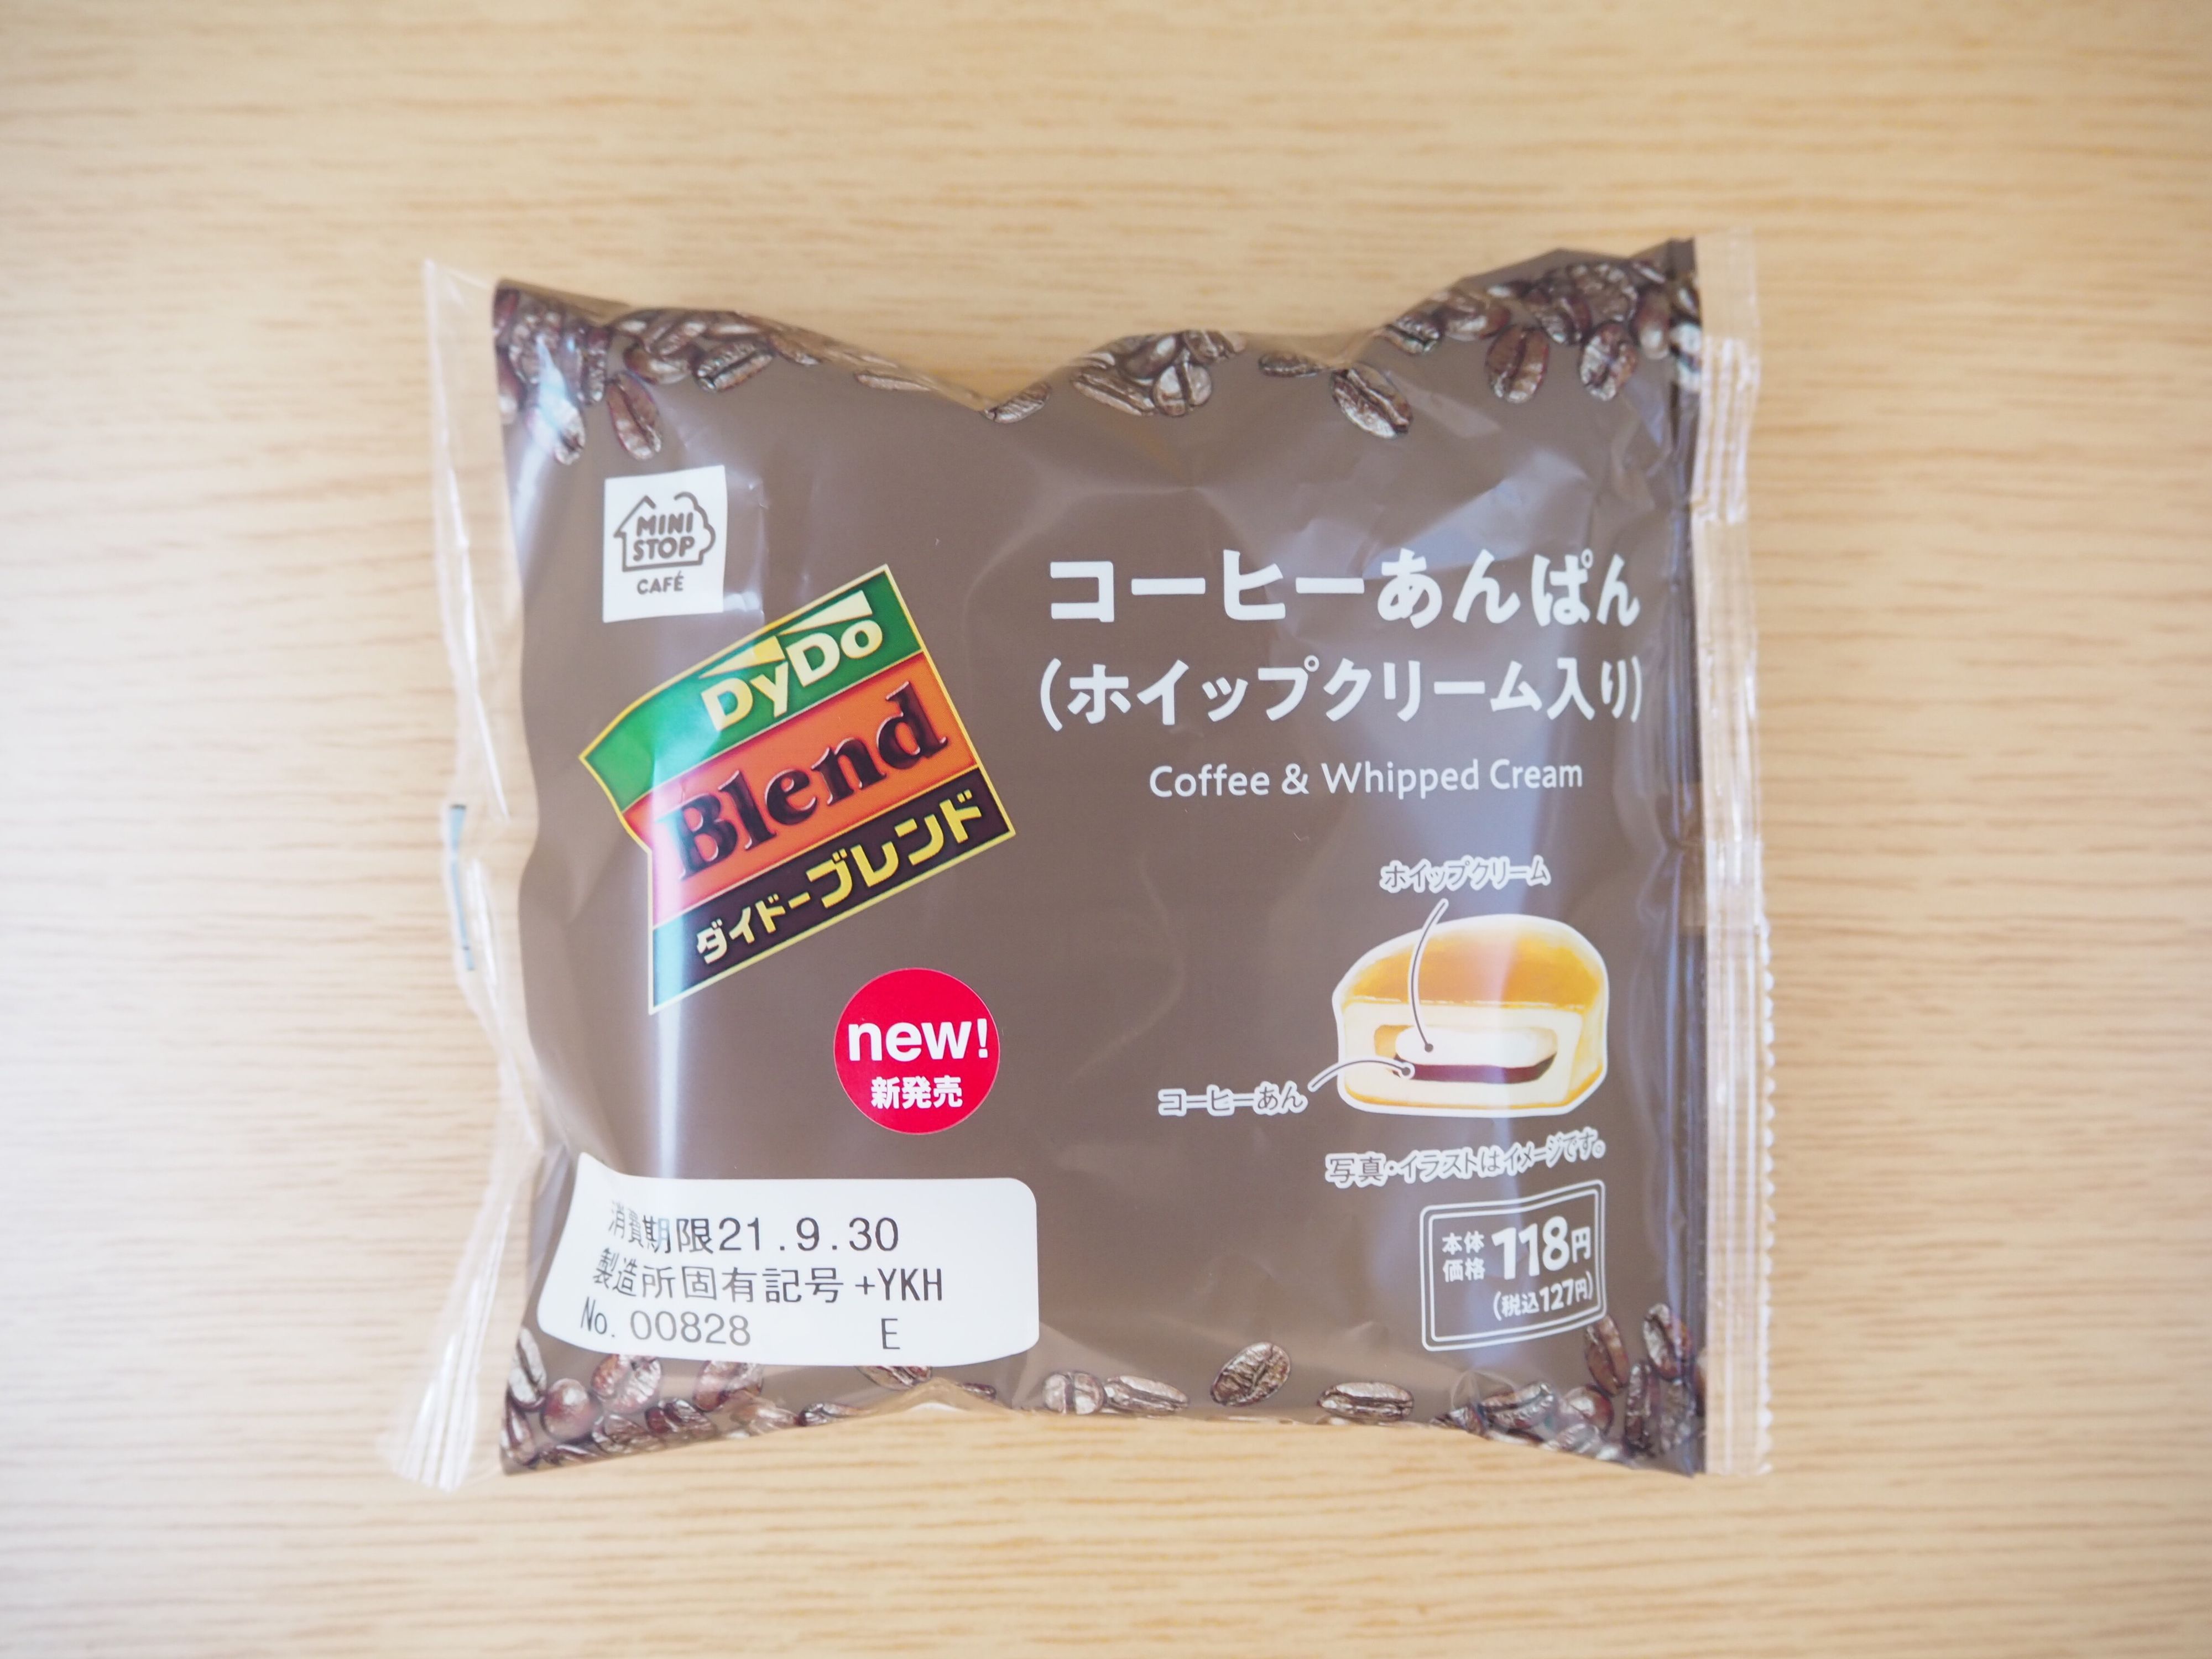 MINI
STOP
CAFÉ
DyDo
Blend
ダイドーブレンド
コーヒーあんぱん
(ホイップクリーム入り)
Coffee & Whipped Cream
ホイップクリーム
コーヒーあん
写真・イラストはイメージです。
new!
新発売
本体
価格 118円
(税込127円)
消費期限21.9.30
製造所固有記号+YKH
No. 00828 E